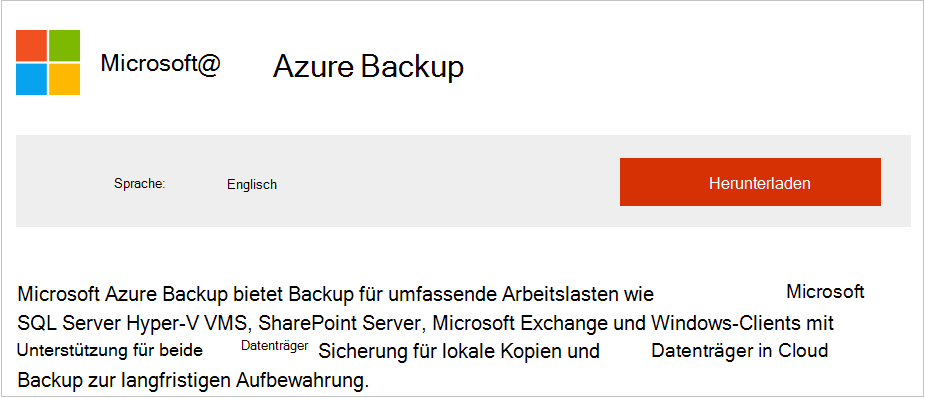 Microsoft@ Azure Backup
Sprache: Englisch Herunterladen
Microsoft Azure Backup bietet Backup für umfassende Arbeitslasten wie Microsoft
SQL Server Hyper-V VMS, SharePoint Server, Microsoft Exchange und Windows-Clients mit
Unterstützung für beide Datenträger Sicherung für lokale Kopien und Datenträger in Cloud
Backup zur langfristigen Aufbewahrung.